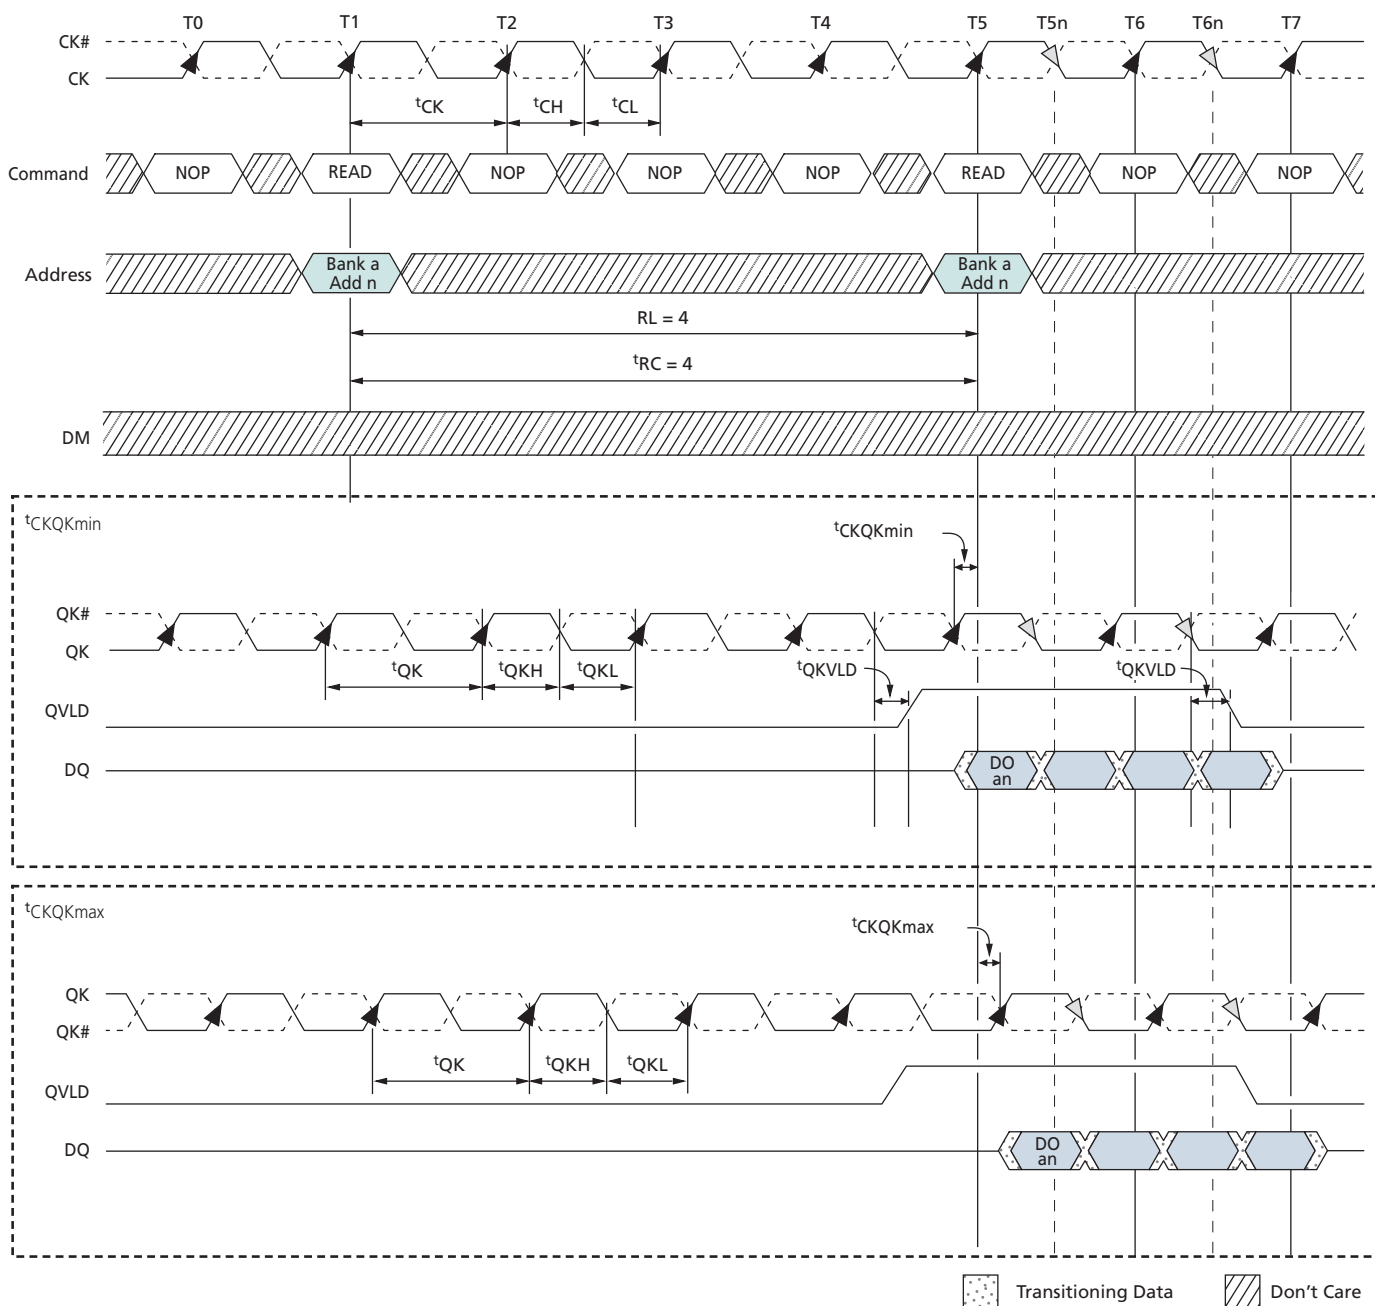 T0 T1 T2 T3 T4 T5 T5n T6 T6n T7
CK#
CK
tCK tCH tCL
Command NOP READ NOP NOP NOP READ NOP NOP
Address Bank a Add n Bank a Add n
RL = 4
tRC = 4
DM
tCKQKmin
tCKQKmin
QK#
QK
tQK tQKH tQKL tQKVLD tQKVLD
QVLD
DQ DO an
tCKQKmax
tCKQKmax
QK
QK#
tQK tQKH tQKL
QVLD
DQ DO an
Transitioning Data Don't Care